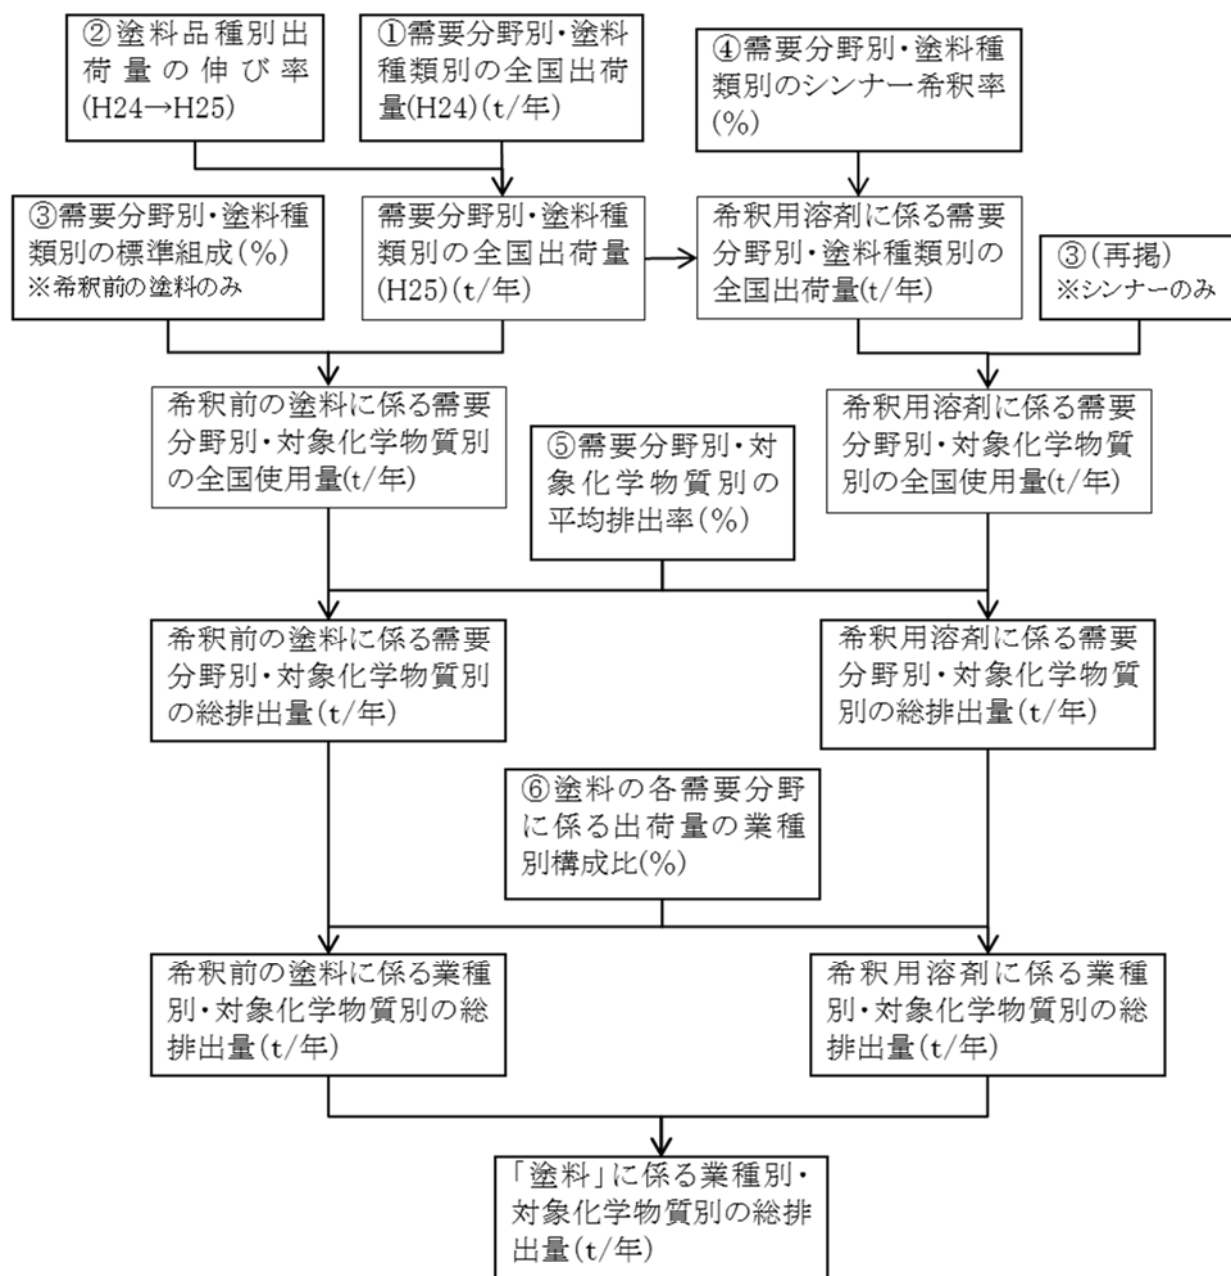 ②塗料品種別出
荷量の伸び率
(H24→H25)
①需要分野別・塗料
種類別の全国出荷
量(H24)(t/年)
④需要分野別・塗料種
類別のシンナー希釈率
(%)
③需要分野別・塗料種
類別の標準組成(%)
※希釈前の塗料のみ
需要分野別・塗料種
類別の全国出荷量
(H25)(t/年)
希釈用溶剤に係る需要
分野別・塗料種類別の
全国出荷量(t/年)
③(再掲)
※シンナーのみ
希釈前の塗料に係る需要
分野別・対象化学物質別
の全国使用量(t/年)
希釈用溶剤に係る需要
分野別・対象化学物質
別の全国使用量(t/年)
⑤需要分野別・対
象化学物質別の
平均排出率(%)
希釈前の塗料に係る需要
分野別・対象化学物質別
の総排出量(t/年)
希釈用溶剤に係る需要
分野別・対象化学物質
別の総排出量(t/年)
⑥塗料の各需要分野
に係る出荷量の業種
別構成比(%)
希釈前の塗料に係る業種
別・対象化学物質別の総
排出量(t/年)
希釈用溶剤に係る業種
別・対象化学物質別の総
排出量(t/年)
「塗料」に係る業種別・
対象化学物質別の総排
出量(t/年)